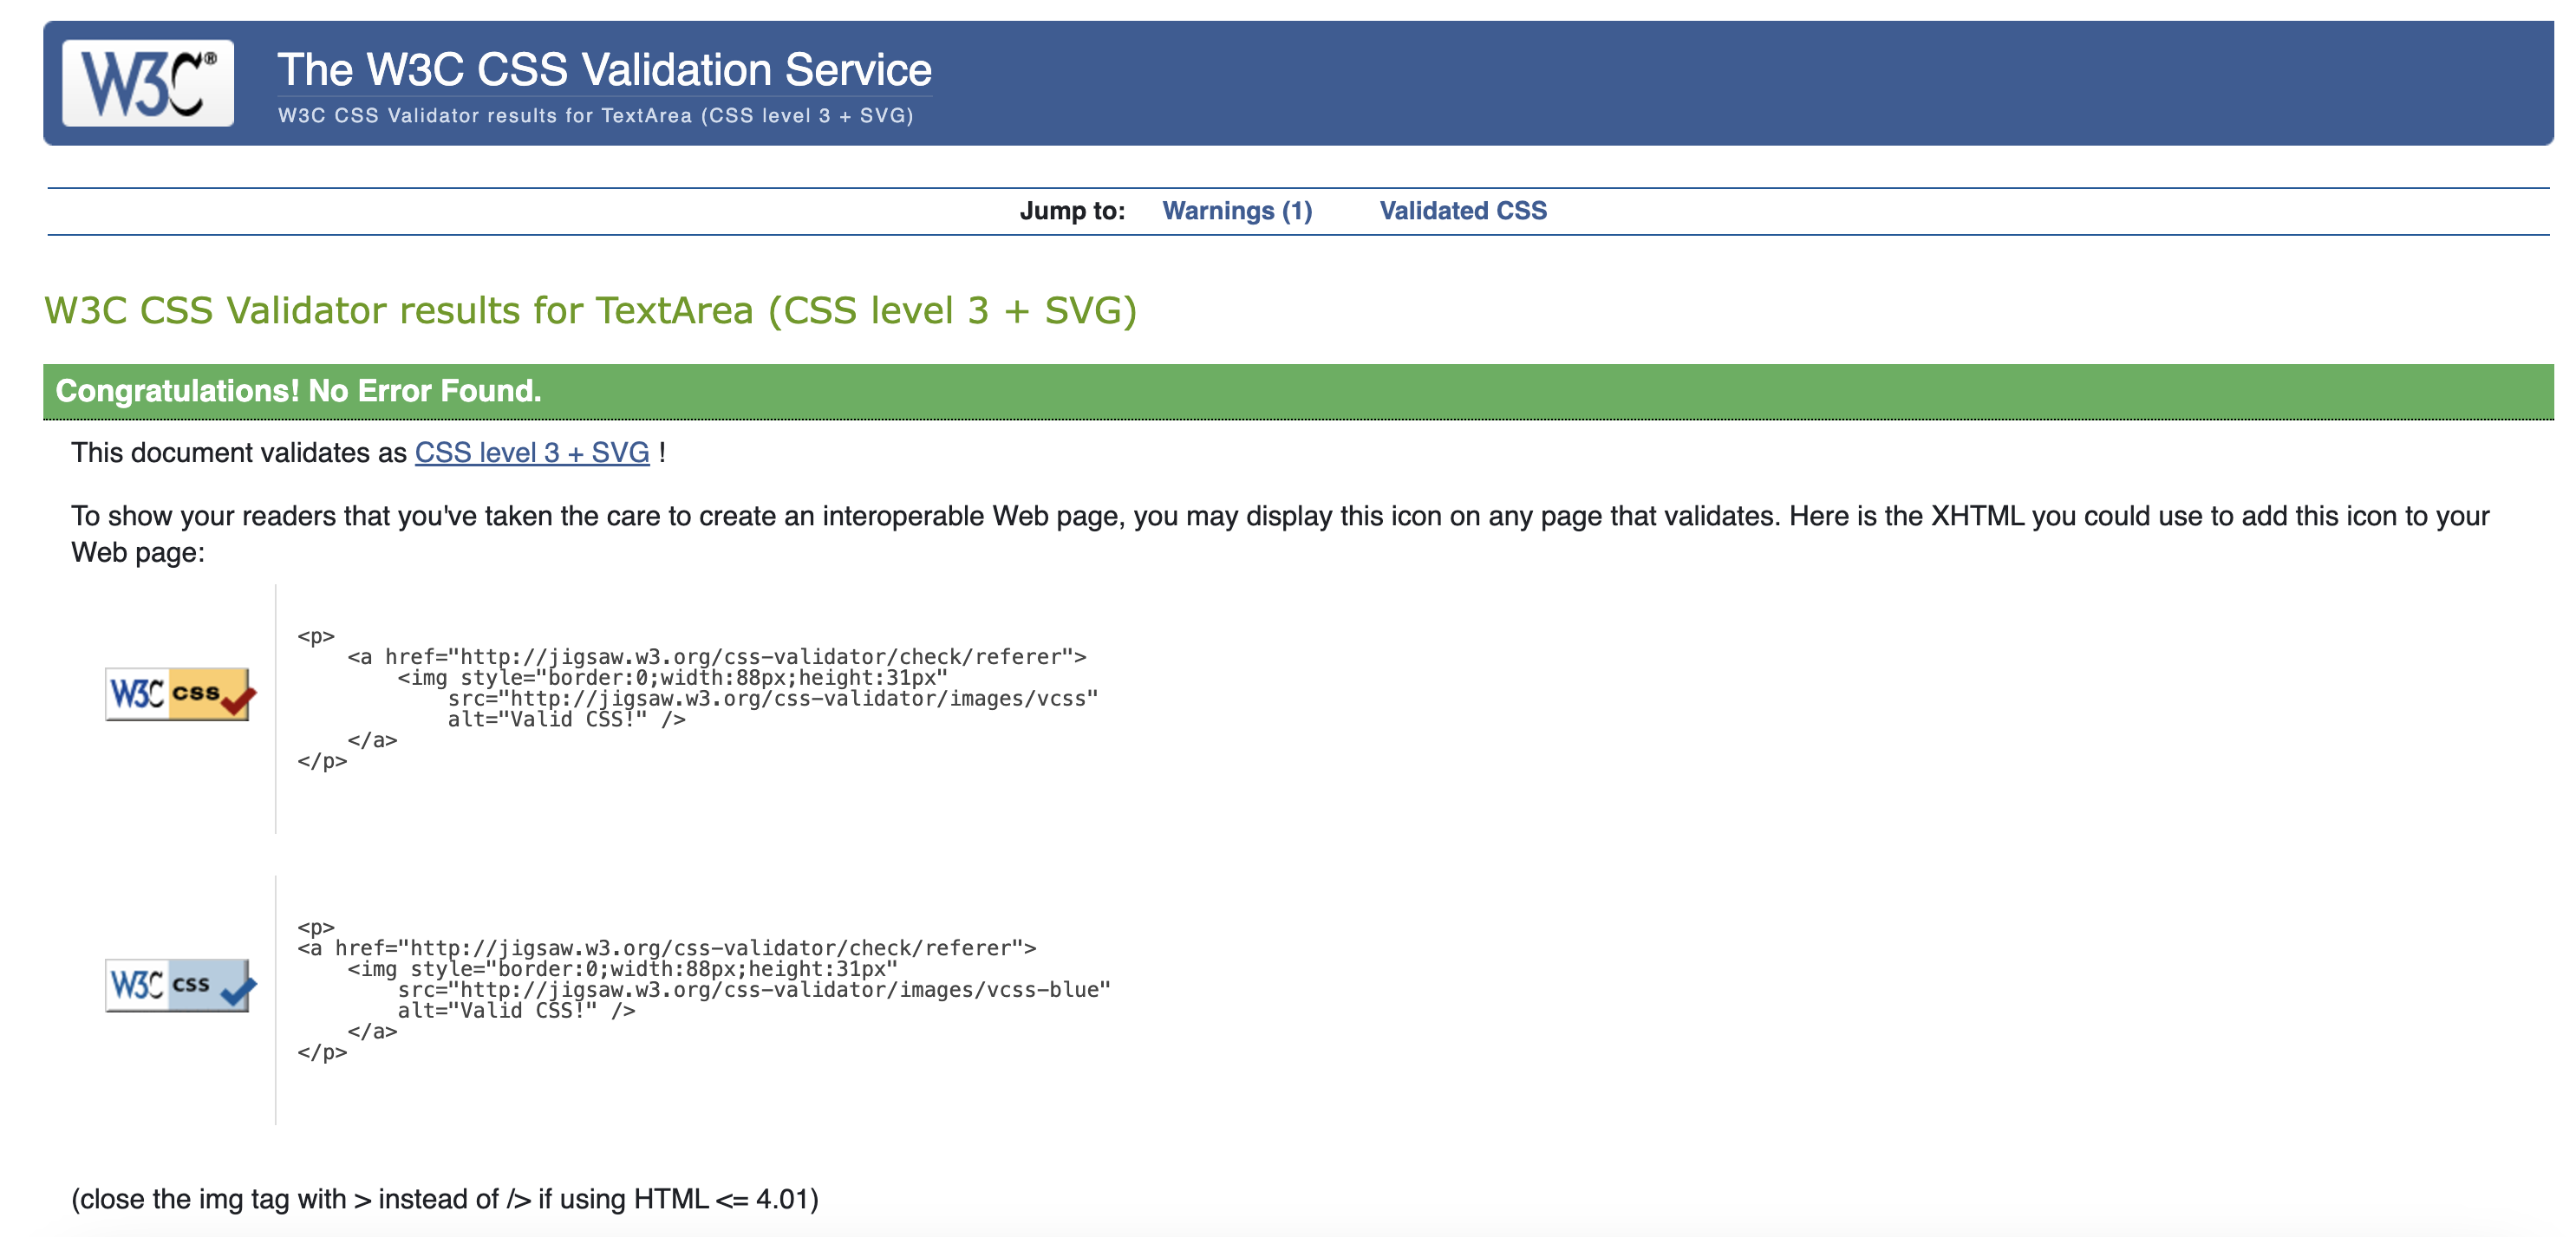 W3C®
The W3C CSS Validation Service
W3C CSS Validator results for TextArea (CSS level 3 + SVG)
Jump to: Warnings (1) Validated CSS
W3C CSS Validator results for TextArea (CSS level 3 + SVG)
Congratulations! No Error Found.
This document validates as CSS level 3 + SVG !
To show your readers that you've taken the care to create an interoperable Web page, you may display this icon on any page that validates. Here is the XHTML you could use to add this icon to your
Web page:
W3C css
<p>
    <a href="http://jigsaw.w3.org/css-validator/check/referer">
        <img style="border:0;width:88px;height:31px"
            src="http://jigsaw.w3.org/css-validator/images/vcss"
            alt="Valid CSS!" />
    </a>
</p>
W3C css
<p>
<a href="http://jigsaw.w3.org/css-validator/check/referer">
    <img style="border:0;width:88px;height:31px"
        src="http://jigsaw.w3.org/css-validator/images/vcss-blue"
        alt="Valid CSS!" />
    </a>
</p>
(close the img tag with > instead of /> if using HTML <= 4.01)